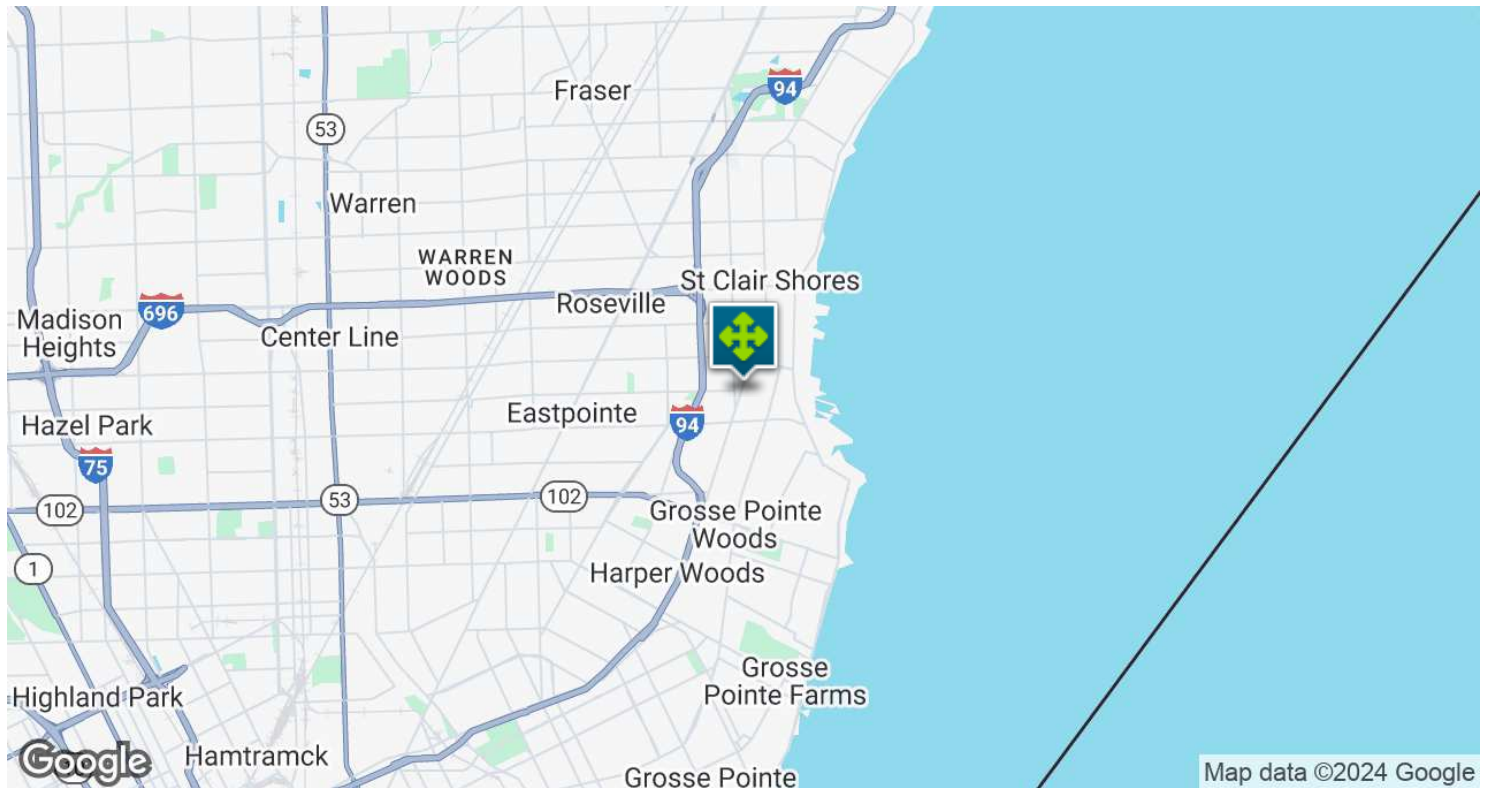 Fraser
94
53
Warren
WARREN
WOODS
St Clair Shores
Roseville
696
Madison
Heights
Center Line
Eastpointe
94
Hazel Park
75
102
53
102
Grosse Pointe
Woods
1
Harper Woods
Grosse
Pointe Farms
Highland Park
Hamtramck
Google
Grosse Pointe
Map data ©2024 Google